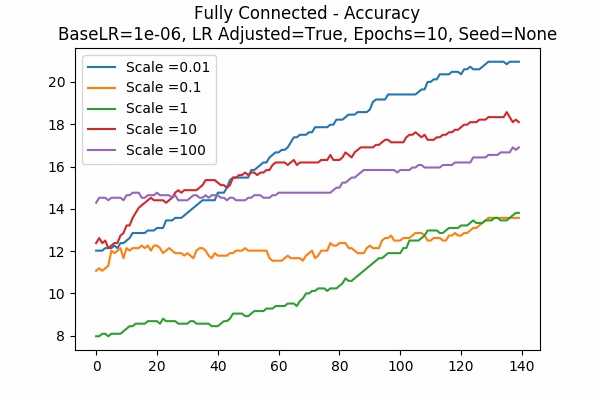 Fully Connected - Accuracy
BaseLR=1e-06, LR Adjusted=True, Epochs=10, Seed=None
Scale =0.01
Scale =0.1
Scale =1
Scale =10
Scale =100
20
18
16
14
12
10
8
0 20 40 60 80 100 120 140